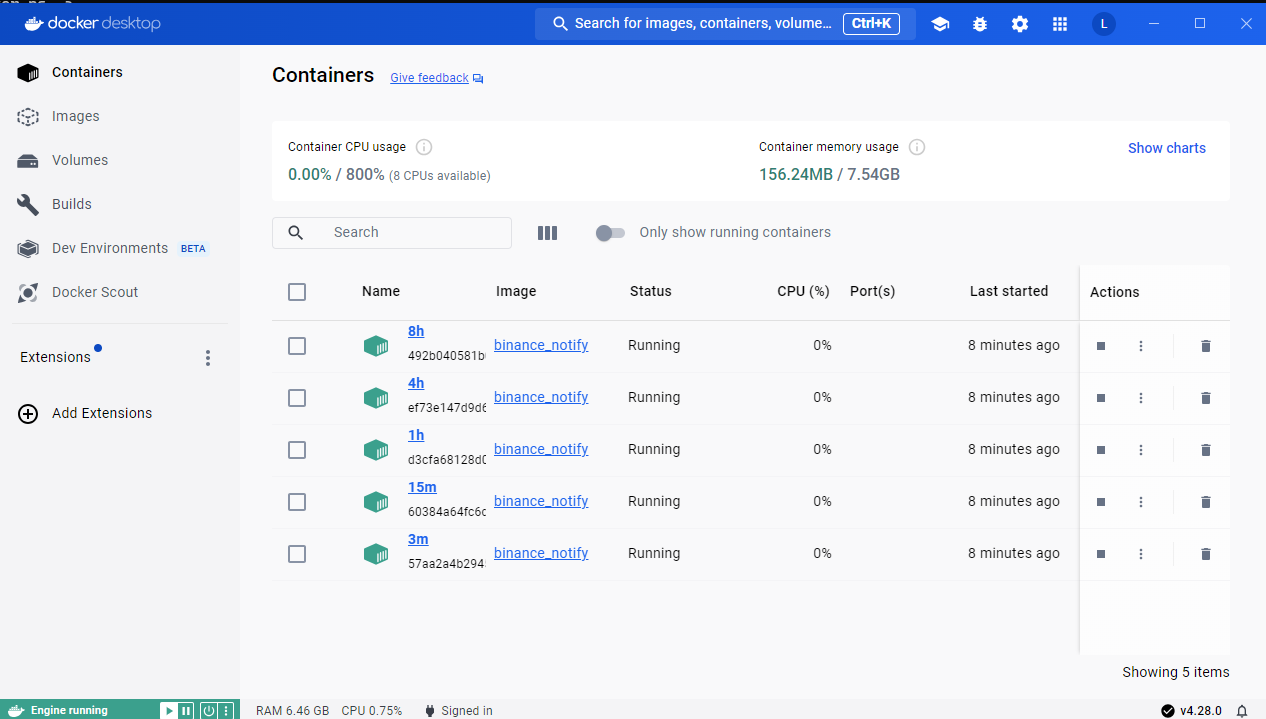 docker desktop
Search for images, containers, volume... Ctrl+K
L
Containers
Images
Volumes
Builds
Dev Environments BETA
Docker Scout
Extensions
Add Extensions
Containers Give feedback
Container CPU usage
0.00% / 800% (8 CPUs available)
Container memory usage
156.24MB / 7.54GB
Show charts
Search
Only show running containers
Name Image Status CPU (%) Port(s) Last started Actions
8h
492b040581b
binance_notify Running 0% 8 minutes ago
4h
ef73e147d9d6
binance_notify Running 0% 8 minutes ago
1h
d3cfa68128d0
binance_notify Running 0% 8 minutes ago
15m
60384a64fc6c
binance_notify Running 0% 8 minutes ago
3m
57aa2a4b294
binance_notify Running 0% 8 minutes ago
Showing 5 items
Engine running
RAM 6.46 GB CPU 0.75% Signed in
v4.28.0